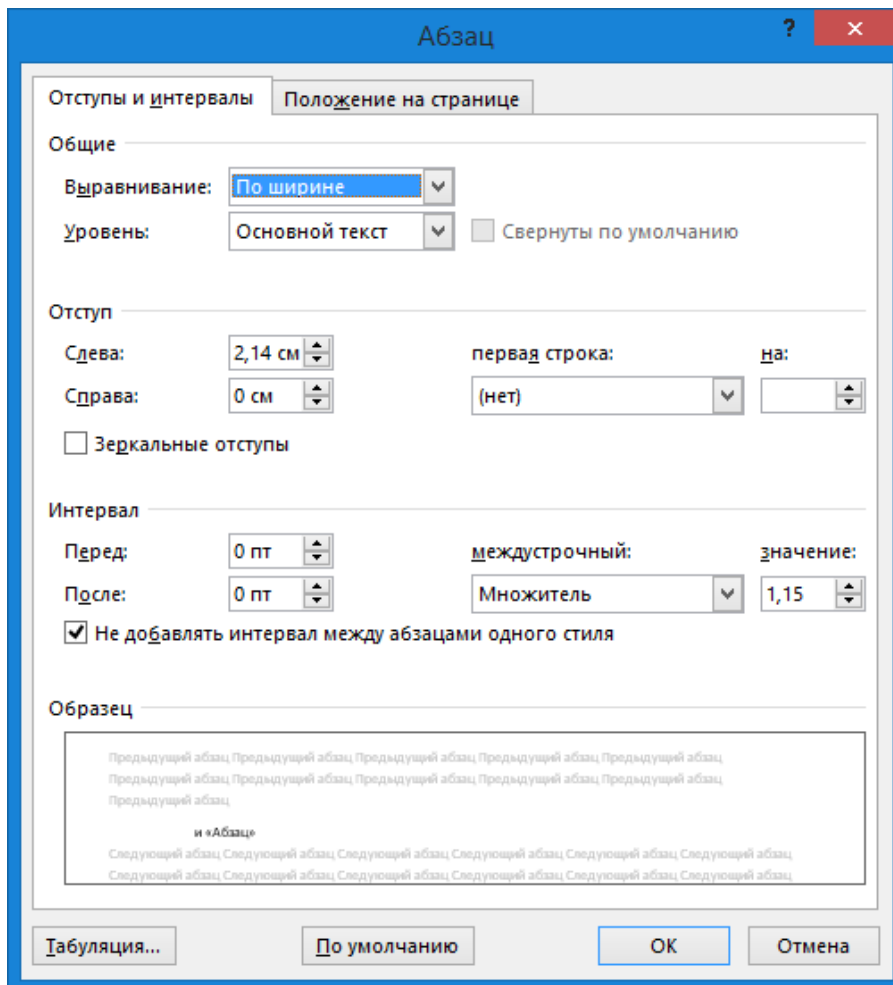 Абзац ?
Отступы и интервалы Положение на странице
Общие
Выравнивание: По ширине
Уровень: Основной текст Свернуты по умолчанию
Отступ
Слева: 2,14 см первая строка: на:
Справа: 0 см (нет)
Зеркальные отступы
Интервал
Перед: 0 пт междустрочный: значение:
После: 0 пт Множитель 1,15
Не добавлять интервал между абзацами одного стиля
Образец
Предыдущий абзац Предыдущий абзац Предыдущий абзац Предыдущий абзац Предыдущий абзац
Предыдущий абзац Предыдущий абзац Предыдущий абзац Предыдущий абзац Предыдущий абзац
Предыдущий абзац
и «Абзац»
Следующий абзац Следующий абзац Следующий абзац Следующий абзац Следующий абзац Следующий абзац
Следующий абзац Следующий абзац Следующий абзац Следующий абзац Следующий абзац Следующий абзац
Табуляция... По умолчанию ОК Отмена